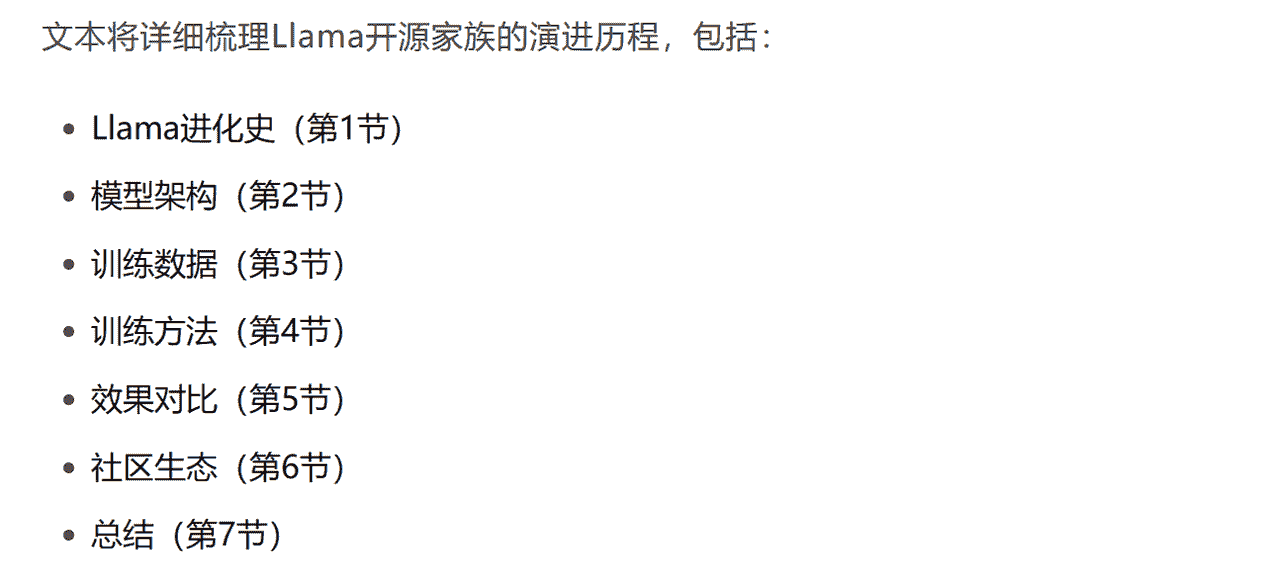 文本将详细梳理Llama开源家族的演进历程，包括：
• Llama进化史（第1节）
• 模型架构（第2节）
• 训练数据（第3节）
• 训练方法（第4节）
• 效果对比（第5节）
• 社区生态（第6节）
• 总结（第7节）